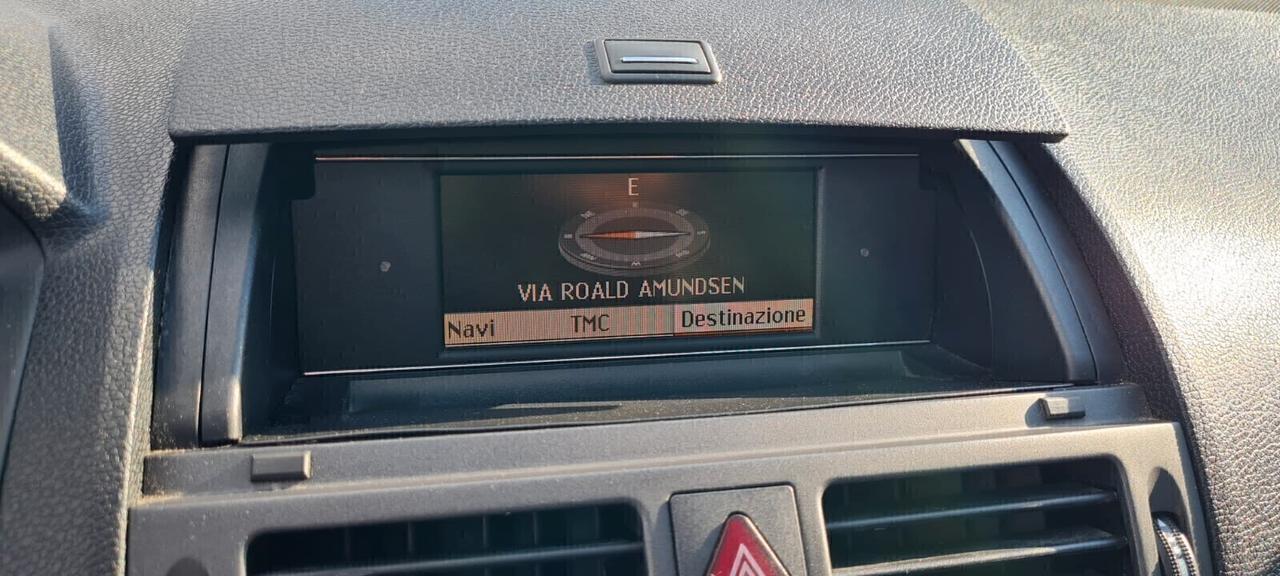 E
VIA ROALD AMUNDSEN
Navi TMC Destinazione